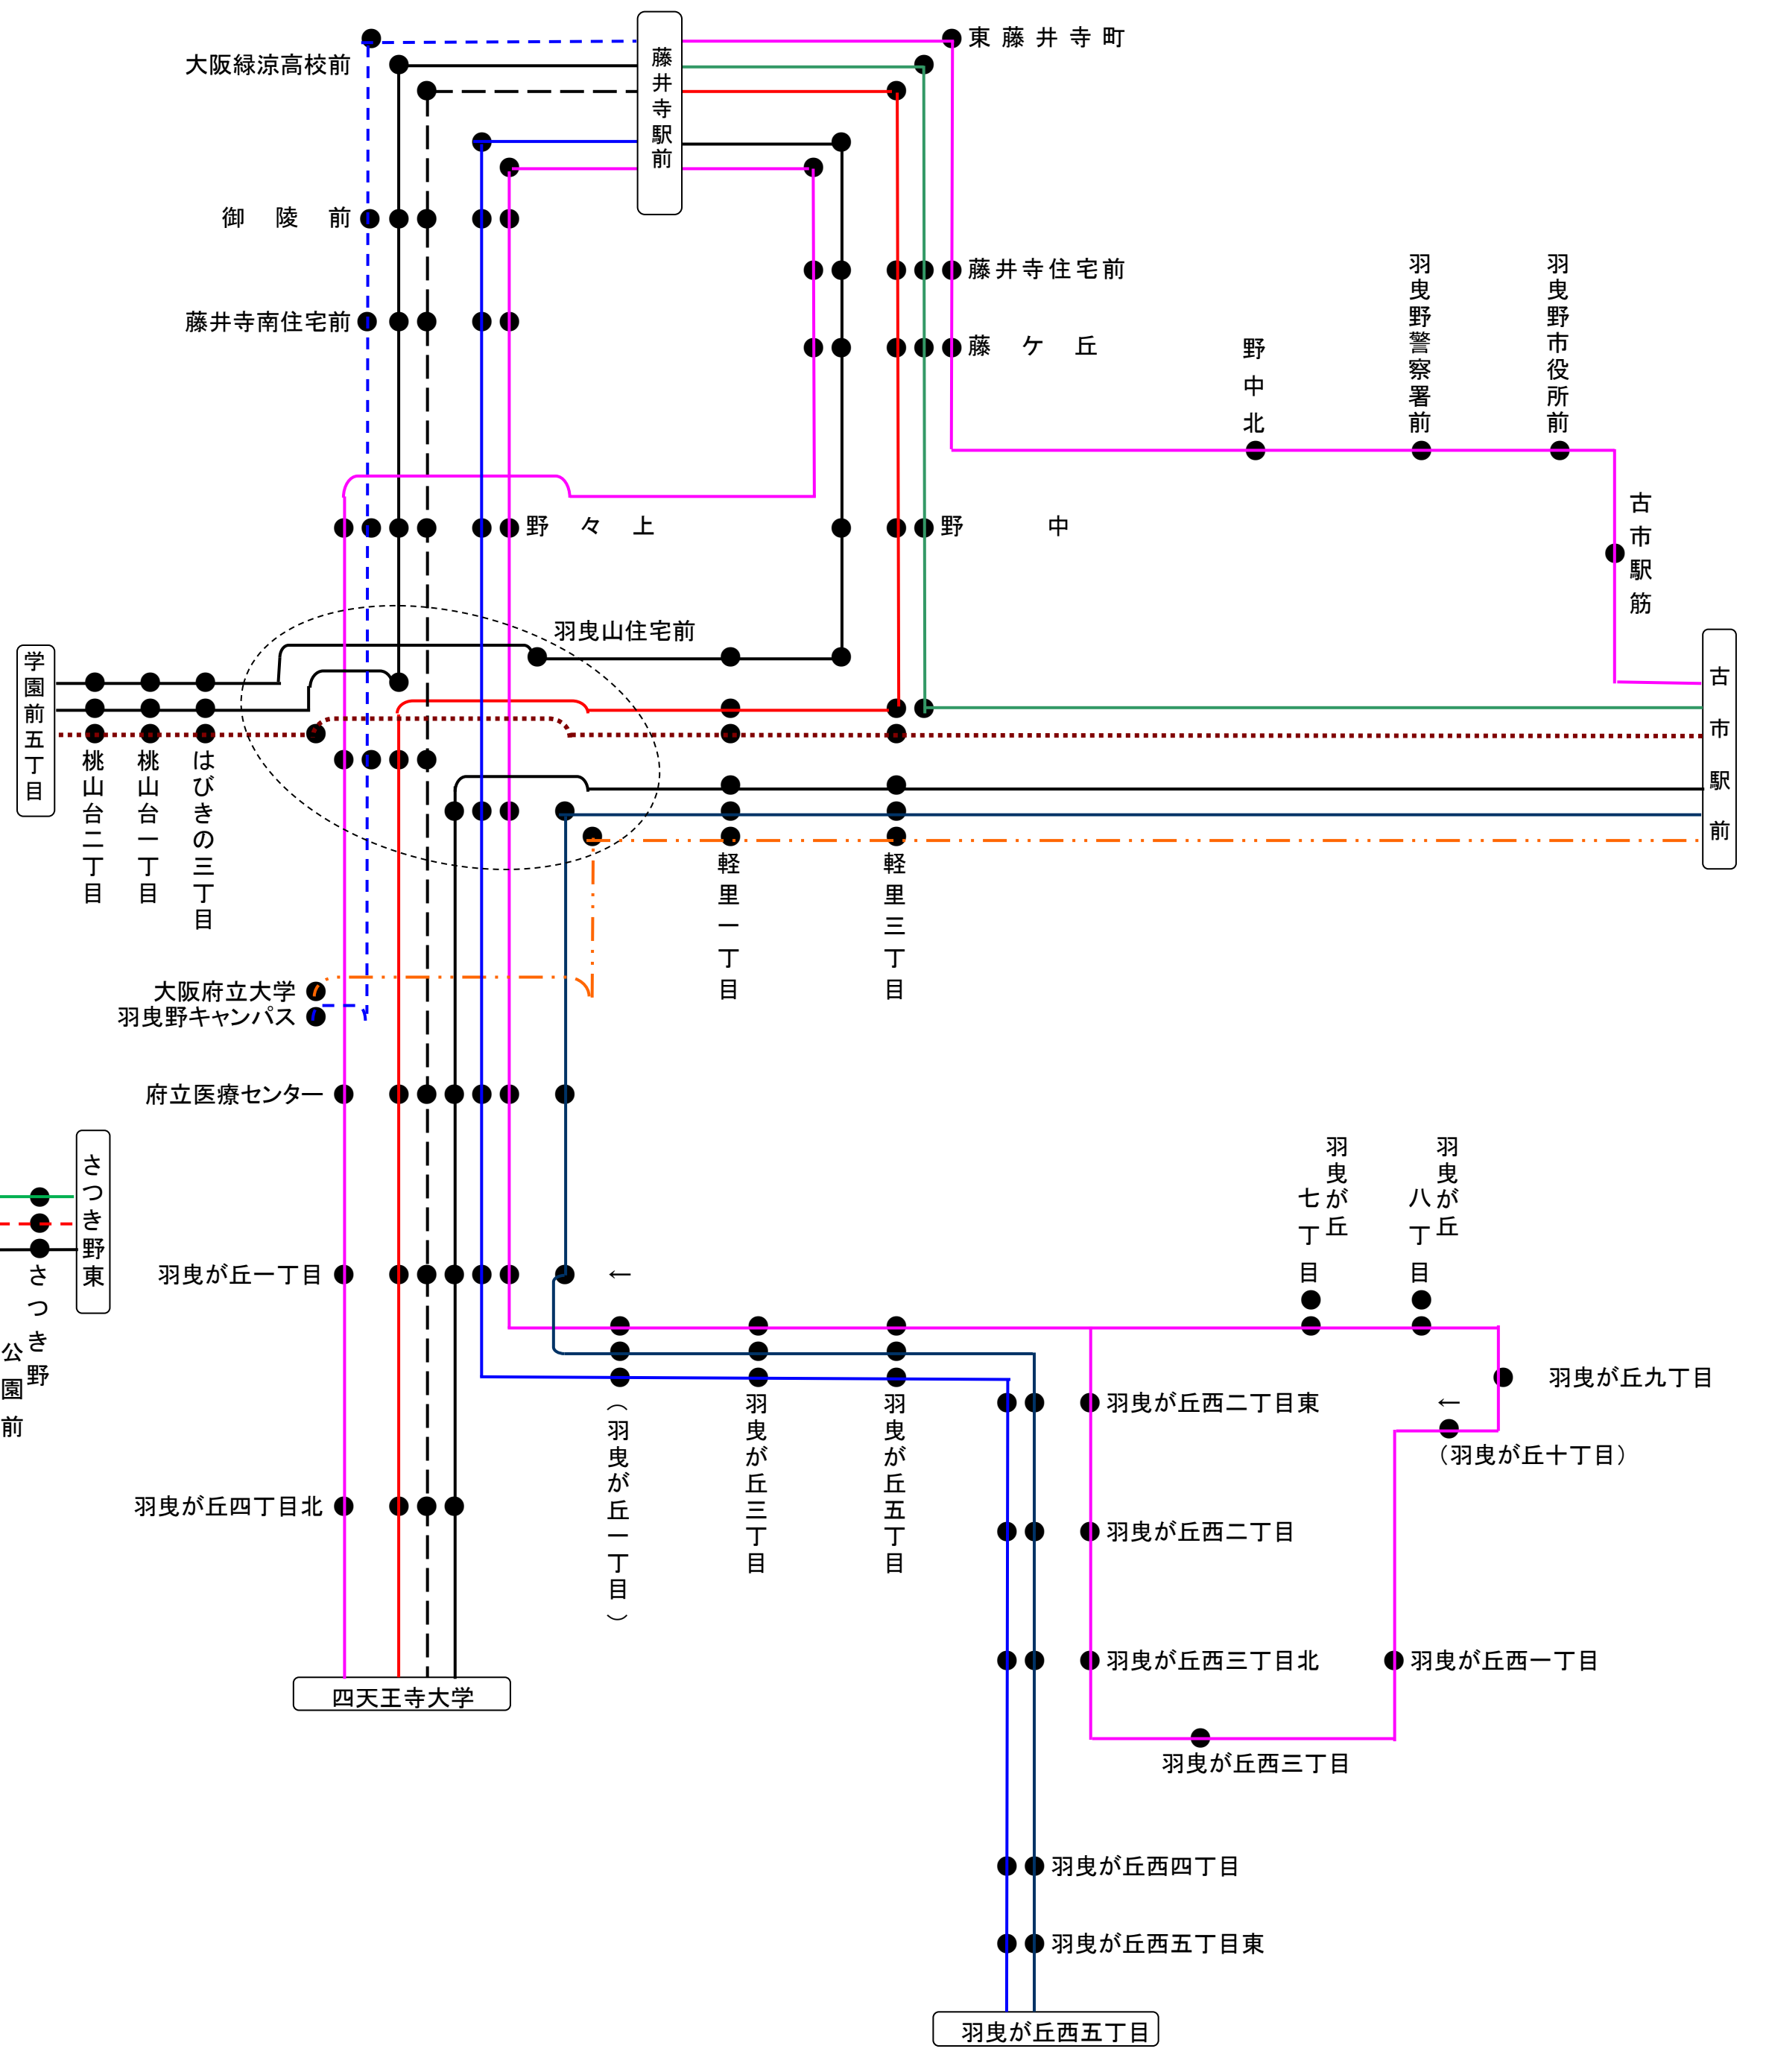 藤井寺駅前
東藤井寺町
大阪緑涼高校前
御陵前
藤井寺南住宅前
藤井寺住宅前
藤ケ丘
野中北
羽曳野警察署前
羽曳野市役所前
野々上
野中
古市駅筋
羽曳山住宅前
学園前五丁目
古市駅前
桃山台二丁目
桃山台一丁目
はびきの三丁目
軽里一丁目
軽里三丁目
大阪府立大学
羽曳野キャンパス
府立医療センター
さつき野東
さつき野
公園前
羽曳が丘一丁目
←
羽曳が丘
七丁目
羽曳が丘
八丁目
羽曳が丘九丁目
←
(羽曳が丘十丁目)
羽曳が丘西二丁目東
(羽曳が丘一丁目)
羽曳が丘三丁目
羽曳が丘五丁目
羽曳が丘四丁目北
羽曳が丘西二丁目
羽曳が丘西三丁目北
羽曳が丘西一丁目
四天王寺大学
羽曳が丘西三丁目
羽曳が丘西四丁目
羽曳が丘西五丁目東
羽曳が丘西五丁目